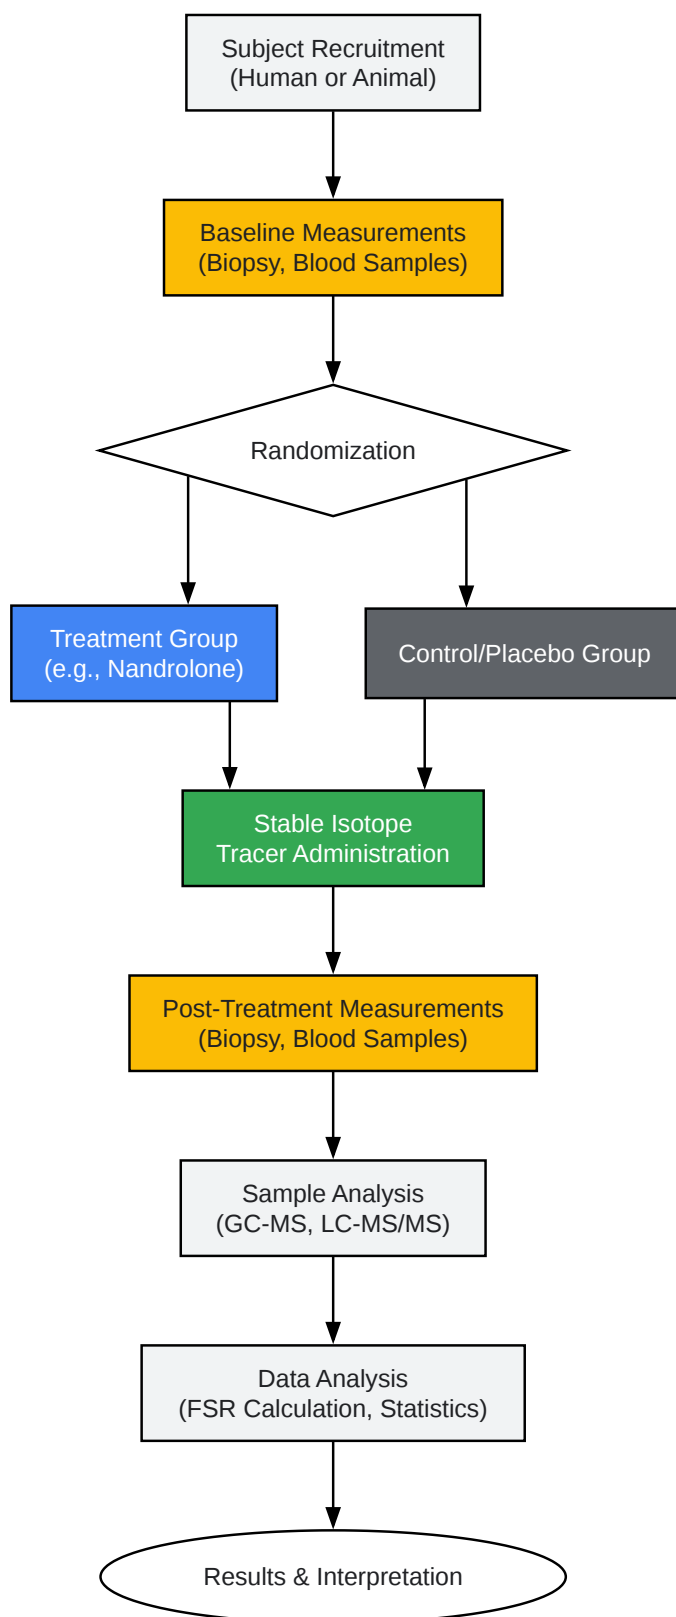 Subject Recruitment
(Human or Animal)
Baseline Measurements
(Biopsy, Blood Samples)
Randomization
Treatment Group
(e.g., Nandrolone)
Control/Placebo Group
Stable Isotope
Tracer Administration
Post-Treatment Measurements
(Biopsy, Blood Samples)
Sample Analysis
(GC-MS, LC-MS/MS)
Data Analysis
(FSR Calculation, Statistics)
Results & Interpretation